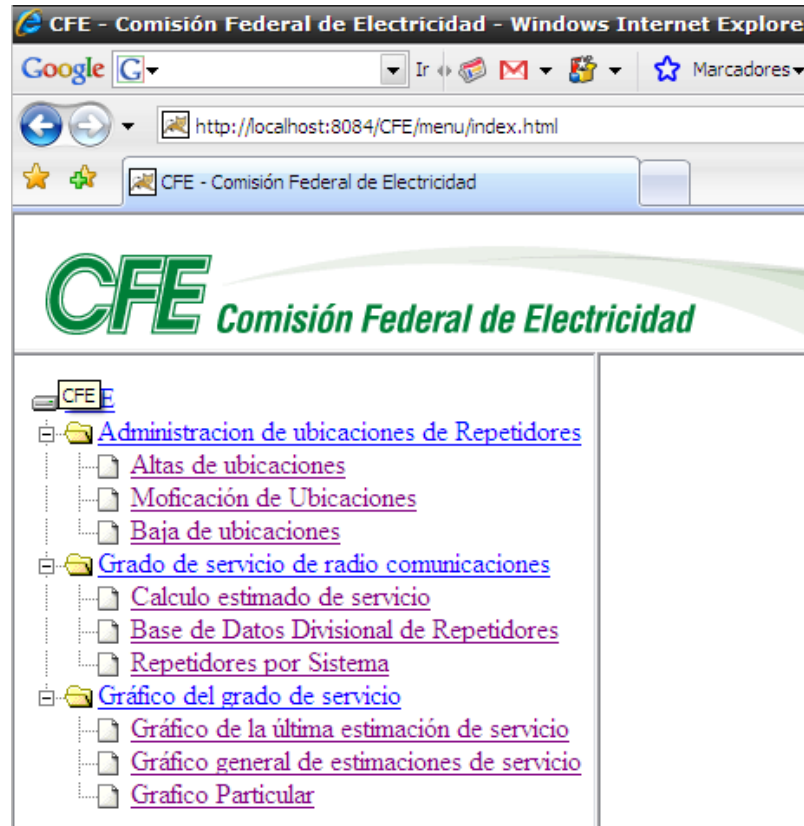 CFE - Comisión Federal de Electricidad - Windows Internet Explore
Google G Ir Marcadores
http://localhost:8084/CFE/menu/index.html
CFE - Comisión Federal de Electricidad
CFE Comisión Federal de Electricidad
CFE E
Administracion de ubicaciones de Repetidores
Altas de ubicaciones
Moficación de Ubicaciones
Baja de ubicaciones
Grado de servicio de radio comunicaciones
Calculo estimado de servicio
Base de Datos Divisional de Repetidores
Repetidores por Sistema
Gráfico del grado de servicio
Gráfico de la última estimación de servicio
Gráfico general de estimaciones de servicio
Grafico Particular